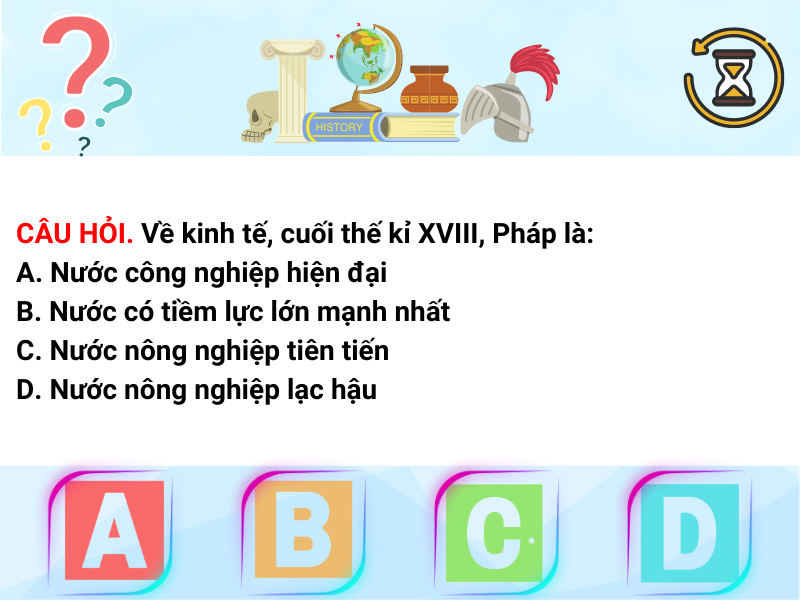 ? ? ? ?
HISTORY
CÂU HỎI. Về kinh tế, cuối thế kỉ XVIII, Pháp là:
A. Nước công nghiệp hiện đại
B. Nước có tiềm lực lớn mạnh nhất
C. Nước nông nghiệp tiên tiến
D. Nước nông nghiệp lạc hậu
A B C D